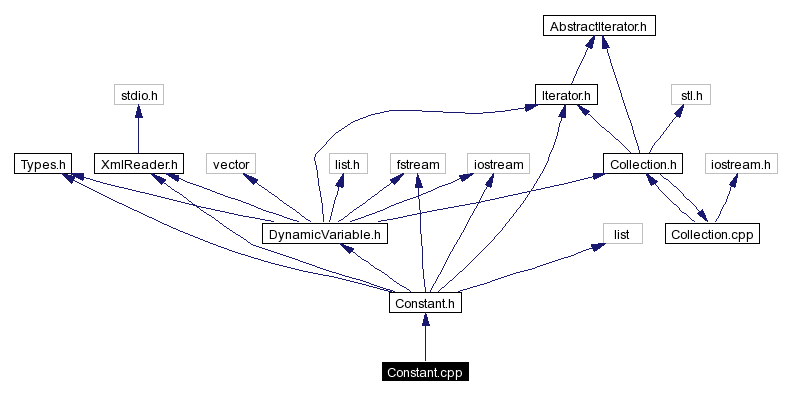 AbstractIterator.h
stdio.h
Iterator.h
stl.h
Types.h
XmlReader.h
vector
list.h
fstream
iostream
Collection.h
iostream.h
DynamicVariable.h
list
Collection.cpp
Constant.h
Constant.cpp